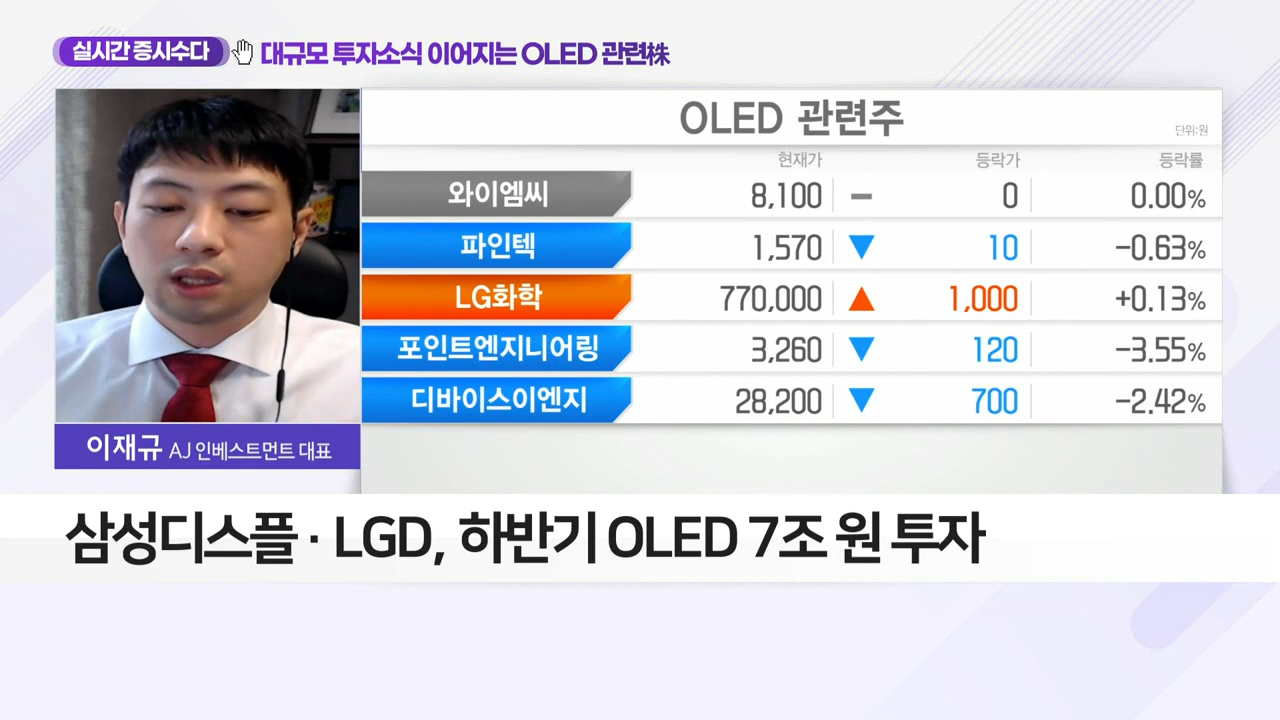 실시간 증시수다 대규모 투자소식 이어지는 OLED 관련株
OLED 관련주
단위:원
현재가 등락가 등락률
와이엠씨 8,100 － 0 0.00%
파인텍 1,570 ▼ 10 -0.63%
LG화학 770,000 ▲ 1,000 +0.13%
포인트엔지니어링 3,260 ▼ 120 -3.55%
디바이스이엔지 28,200 ▼ 700 -2.42%
이재규 AJ 인베스트먼트 대표
삼성디스플·LGD, 하반기 OLED 7조 원 투자